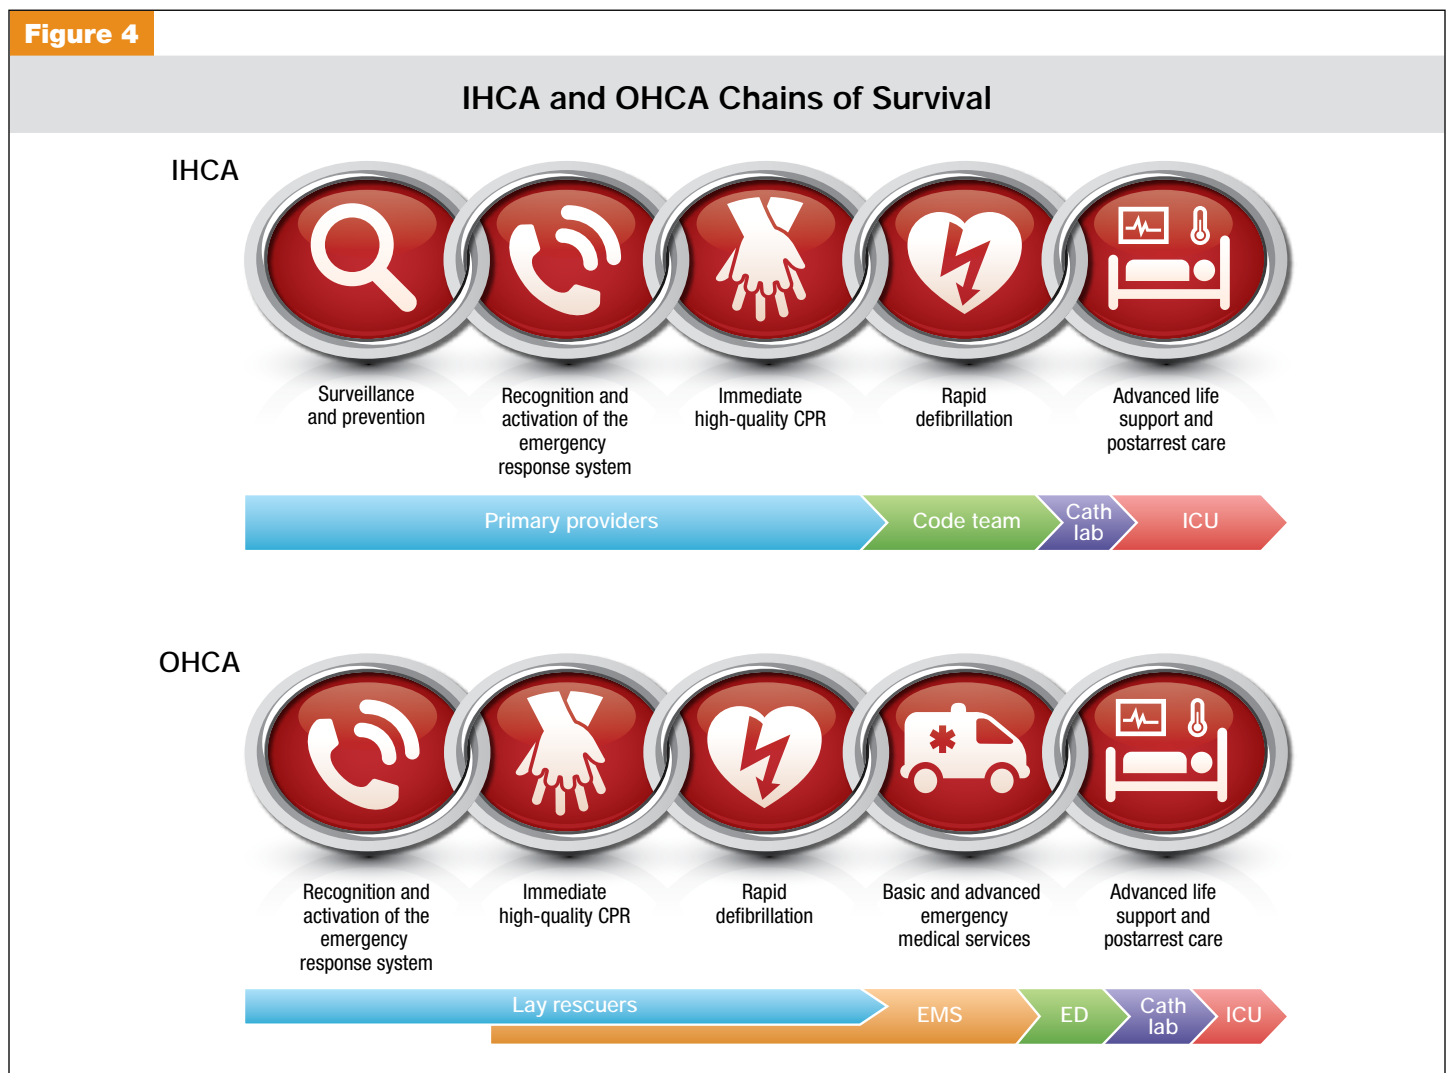 Figure 4
IHCA and OHCA Chains of Survival
IHCA
Surveillance
and prevention
Recognition and
activation of the
emergency
response system
Immediate
high-quality CPR
Rapid
defibrillation
Advanced life
support and
postarrest care
Primary providers
Code team
Cath
lab
ICU
OHCA
Recognition and
activation of the
emergency
response system
Immediate
high-quality CPR
Rapid
defibrillation
Basic and advanced
emergency
medical services
Advanced life
support and
postarrest care
Lay rescuers
EMS
ED
Cath
lab
ICU